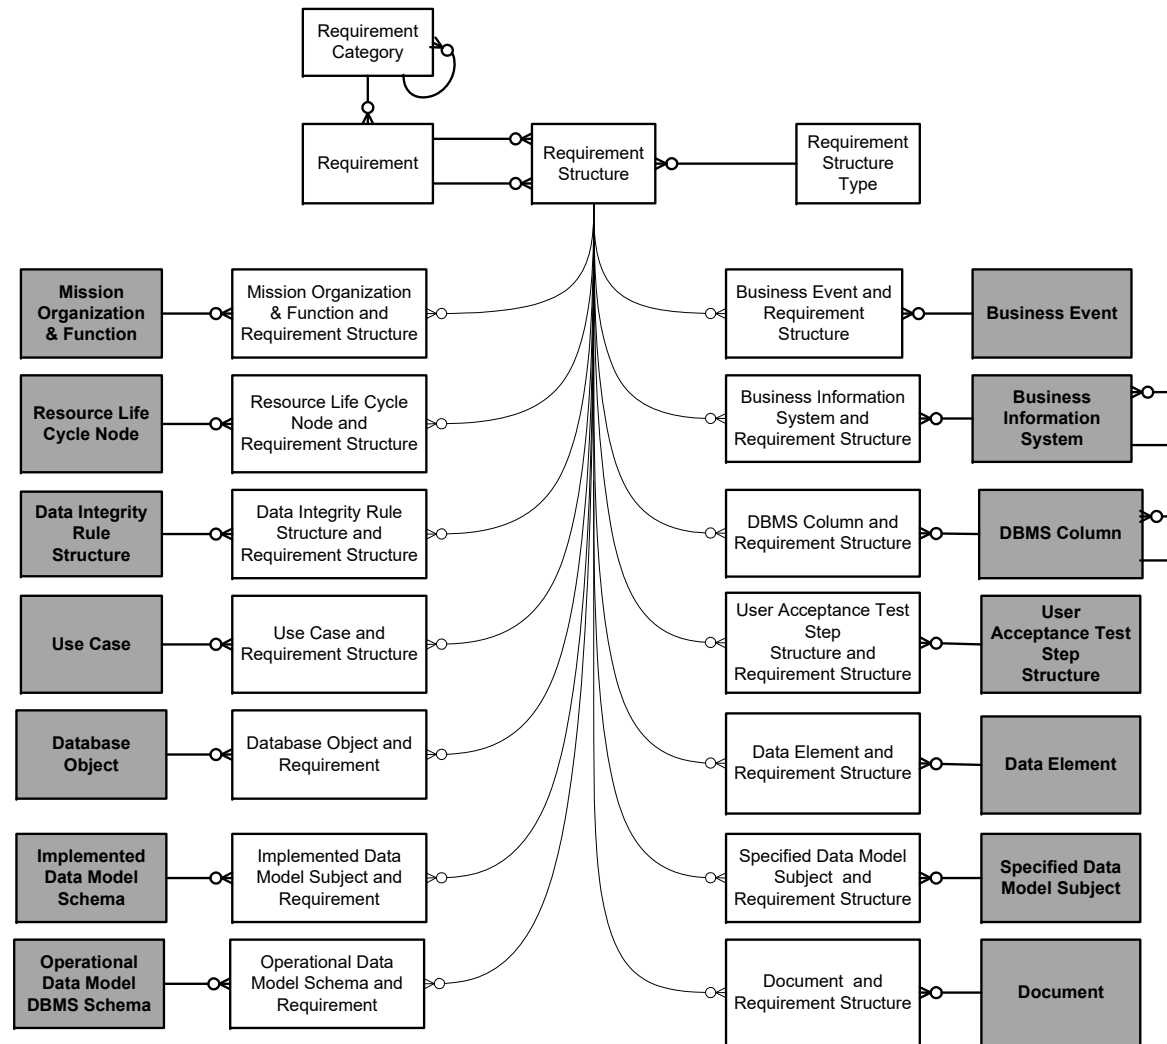 Requirement
Category
Requirement
Requirement
Structure
Requirement
Structure
Type
Mission
Organization
& Function
Mission Organization
& Function and
Requirement Structure
Business Event and
Requirement
Structure
Business Event
Resource Life
Cycle Node
Resource Life Cycle
Node and
Requirement Structure
Business Information
System and
Requirement Structure
Business
Information
System
Data Integrity
Rule
Structure
Data Integrity Rule
Structure and
Requirement Structure
DBMS Column and
Requirement Structure
DBMS Column
Use Case
Use Case and
Requirement Structure
User Acceptance Test
Step
Structure and
Requirement Structure
User
Acceptance Test
Step
Structure
Database
Object
Database Object and
Requirement
Data Element and
Requirement Structure
Data Element
Implemented
Data Model
Schema
Implemented Data
Model Subject and
Requirement
Specified Data Model
Subject and
Requirement Structure
Specified Data
Model Subject
Operational
Data Model
DBMS Schema
Operational Data
Model Schema and
Requirement
Document and
Requirement Structure
Document